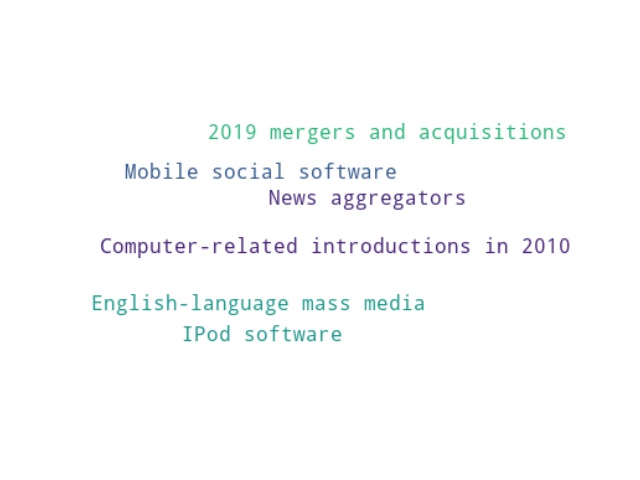 2019 mergers and acquisitions
Mobile social software
News aggregators
Computer-related introductions in 2010
English-language mass media
IPod software